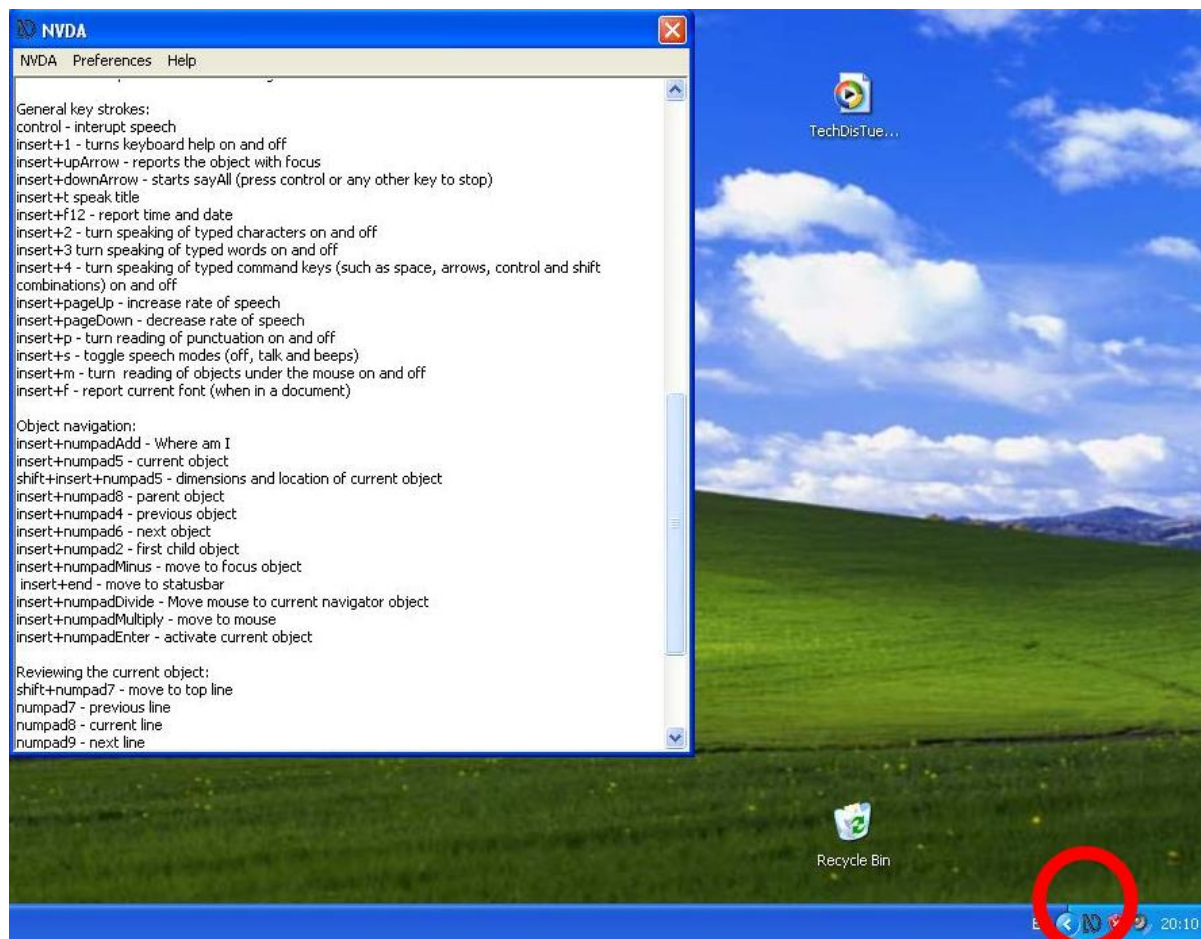 NVDA
NVDA Preferences Help
General key strokes:
control - interupt speech
insert+1 - turns keyboard help on and off
insert+upArrow - reports the object with focus
insert+downArrow - starts sayAll (press control or any other key to stop)
insert+t speak title
insert+f12 - report time and date
insert+2 - turn speaking of typed characters on and off
insert+3 turn speaking of typed words on and off
insert+4 - turn speaking of typed command keys (such as space, arrows, control and shift
combinations) on and off
insert+pageUp - increase rate of speech
insert+pageDown - decrease rate of speech
insert+p - turn reading of punctuation on and off
insert+s - toggle speech modes (off, talk and beeps)
insert+m - turn  reading of objects under the mouse on and off
insert+f - report current font (when in a document)
Object navigation:
insert+numpadAdd - Where am I
insert+numpad5 - current object
shift+insert+numpad5 - dimensions and location of current object
insert+numpad8 - parent object
insert+numpad4 - previous object
insert+numpad6 - next object
insert+numpad2 - first child object
insert+numpadMinus - move to focus object
insert+end - move to statusbar
insert+numpadDivide - Move mouse to current navigator object
insert+numpadMultiply - move to mouse
insert+numpadEnter - activate current object
Reviewing the current object:
shift+numpad7 - move to top line
numpad7 - previous line
numpad8 - current line
numpad9 - next line
TechDisTue...
Recycle Bin
20:10